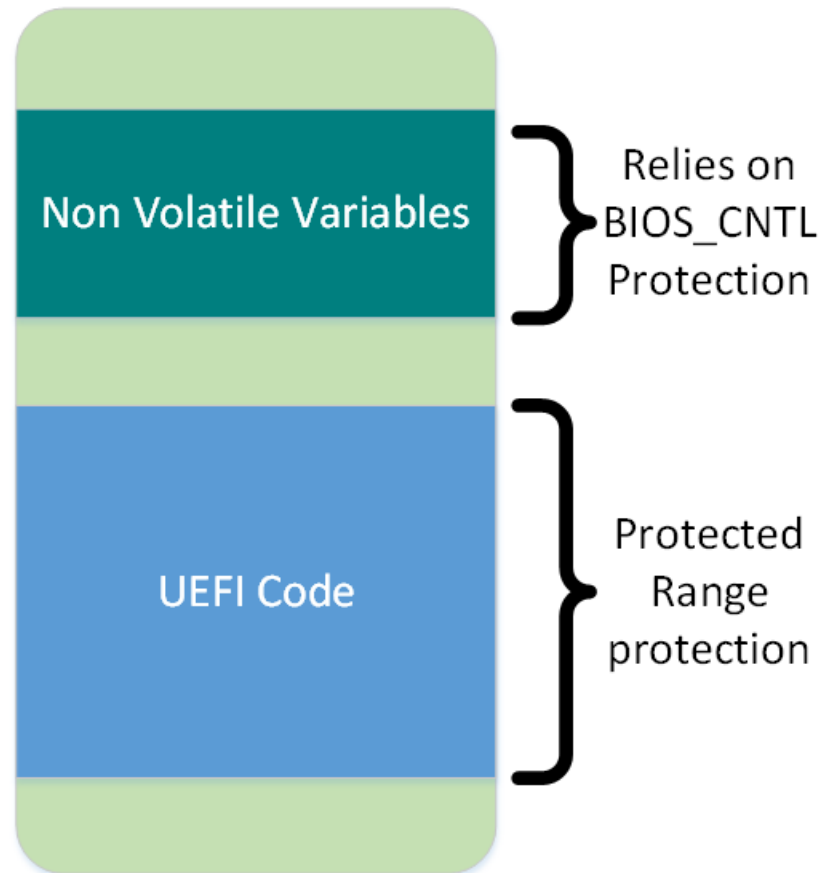 Non Volatile Variables
Relies on
BIOS_CNTL
Protection
UEFI Code
Protected
Range
protection